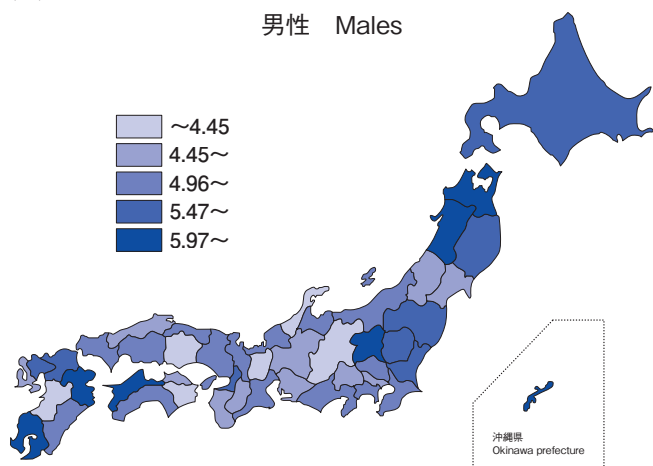 男性 Males
～4.45
4.45～
4.96～
5.47～
5.97～
沖縄県
Okinawa prefecture